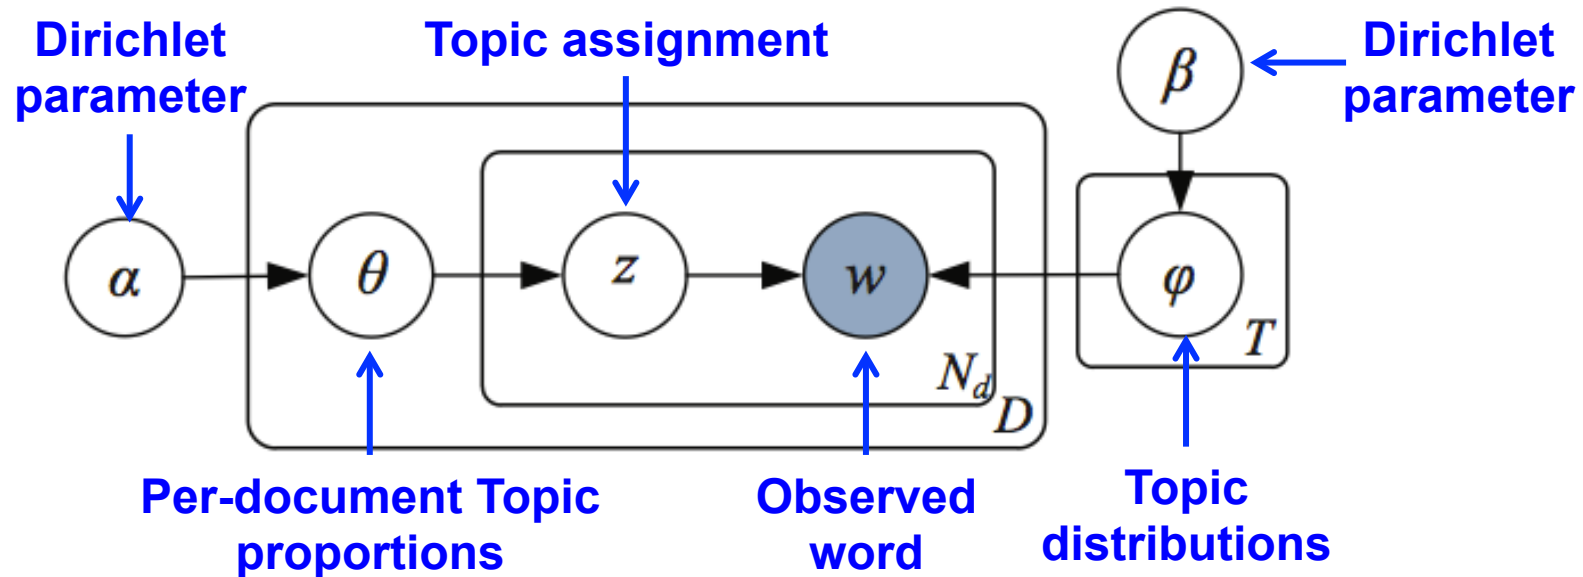 Dirichlet
parameter
Topic assignment
Dirichlet
parameter
β
α
θ
z
w
φ
T
N_d
D
Per-document Topic
proportions
Observed
word
Topic
distributions